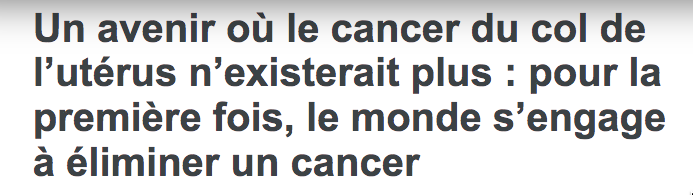 Un avenir où le cancer du col de
l’utérus n’existerait plus : pour la
première fois, le monde s’engage
à éliminer un cancer